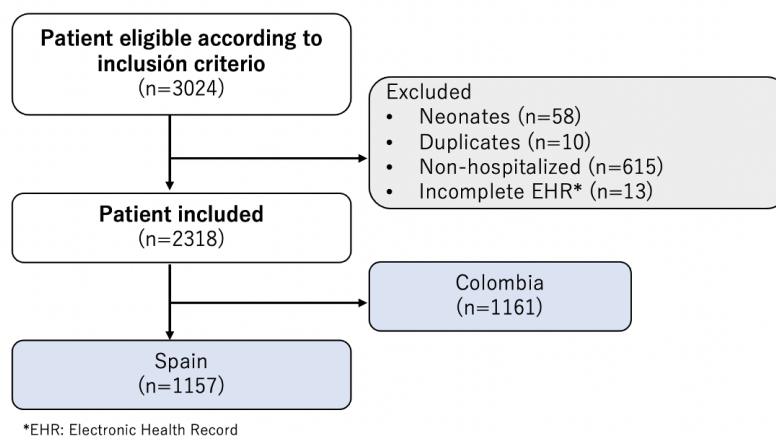 Patient eligible according to
inclusión criterio
(n=3024)
Excluded
• Neonates (n=58)
• Duplicates (n=10)
• Non-hospitalized (n=615)
• Incomplete EHR* (n=13)
Patient included
(n=2318)
Colombia
(n=1161)
Spain
(n=1157)
*EHR: Electronic Health Record